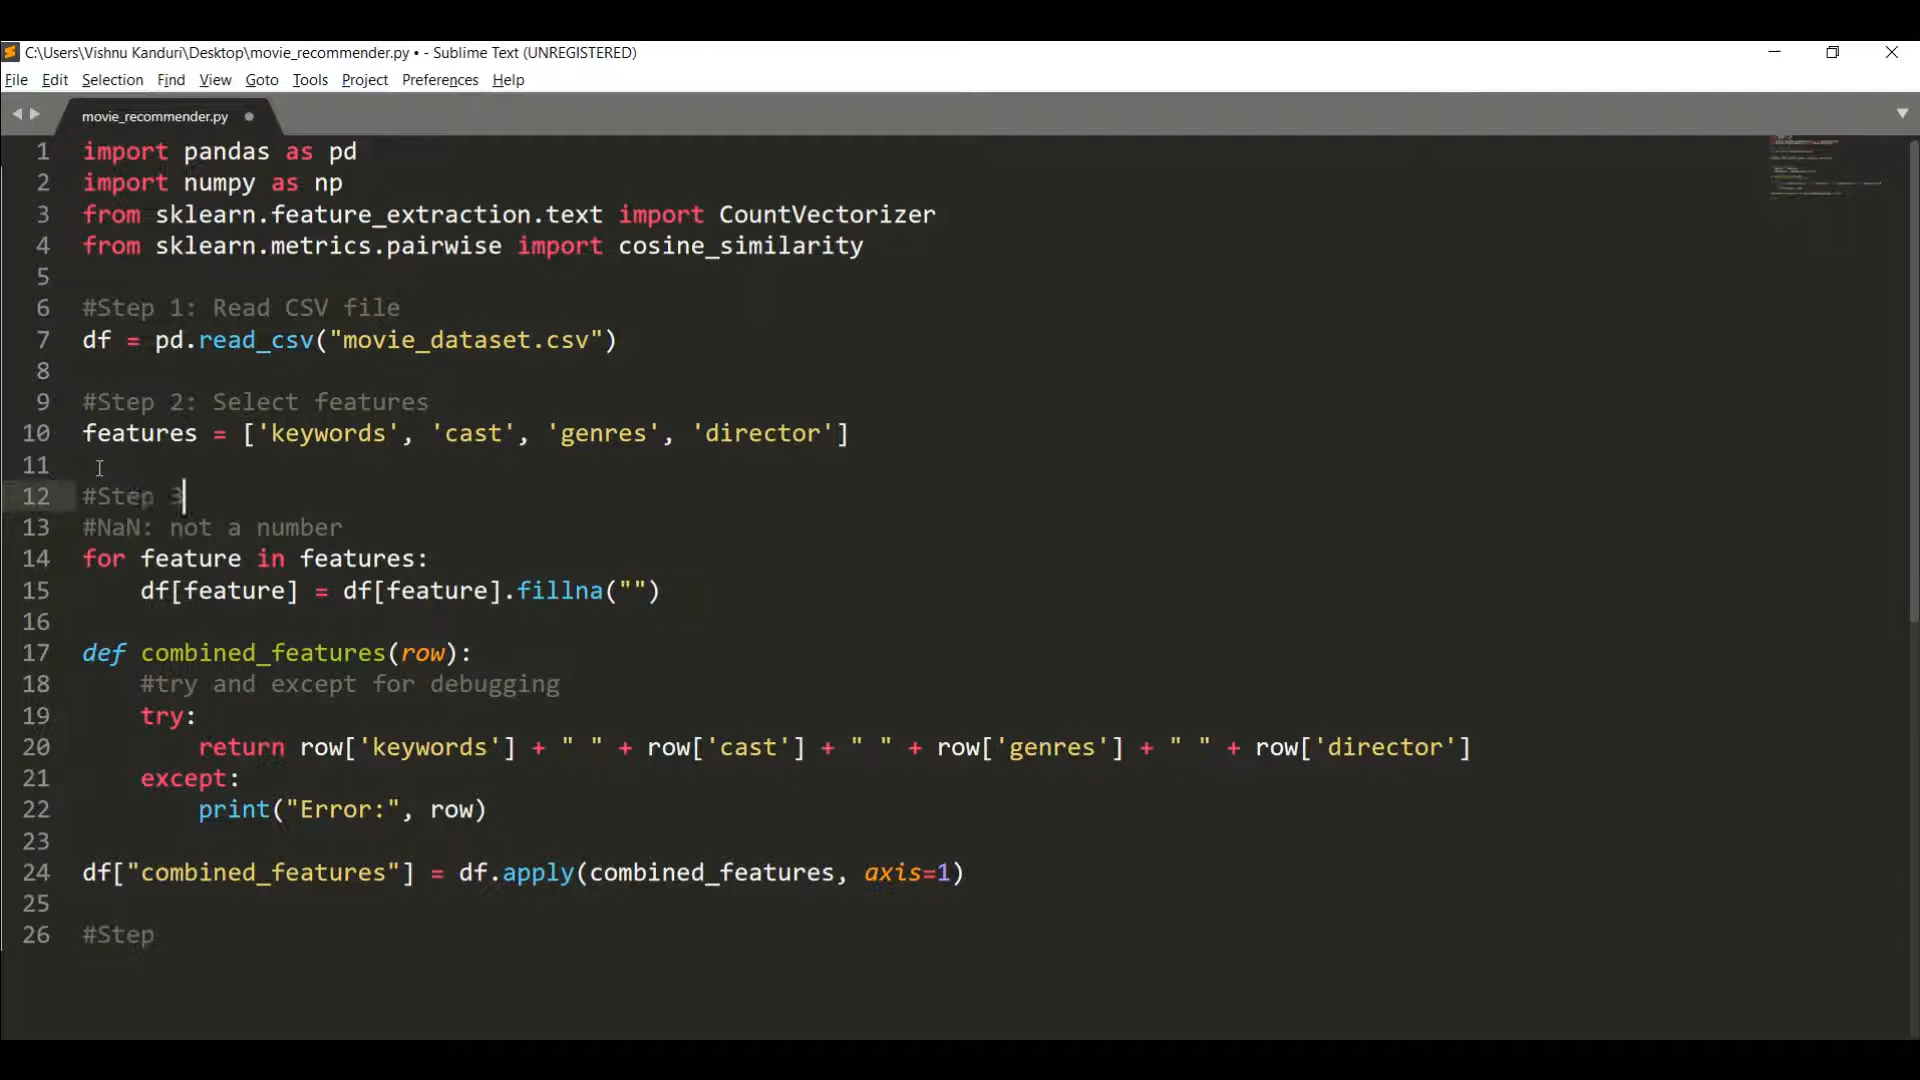 C:\Users\Vishnu Kanduri\Desktop\movie_recommender.py • - Sublime Text (UNREGISTERED)
File Edit Selection Find View Goto Tools Project Preferences Help
movie_recommender.py
1 import pandas as pd
2 import numpy as np
3 from sklearn.feature_extraction.text import CountVectorizer
4 from sklearn.metrics.pairwise import cosine_similarity
5
6 #Step 1: Read CSV file
7 df = pd.read_csv("movie_dataset.csv")
8
9 #Step 2: Select features
10 features = ['keywords', 'cast', 'genres', 'director']
11
12 #Step 3
13 #NaN: not a number
14 for feature in features:
15     df[feature] = df[feature].fillna("")
16
17 def combined_features(row):
18     #try and except for debugging
19     try:
20         return row['keywords'] + " " + row['cast'] + " " + row['genres'] + " " + row['director']
21     except:
22         print("Error:", row)
23
24 df["combined_features"] = df.apply(combined_features, axis=1)
25
26 #Step